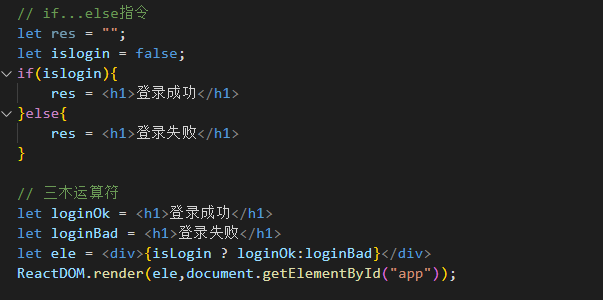 // if...else指令
let res = "";
let islogin = false;
if(islogin){
res = <h1>登录成功</h1>
}else{
res = <h1>登录失败</h1>
}
// 三木运算符
let loginOk = <h1>登录成功</h1>
let loginBad = <h1>登录失败</h1>
let ele = <div>{isLogin ? loginOk:loginBad}</div>
ReactDOM.render(ele,document.getElementById("app"));